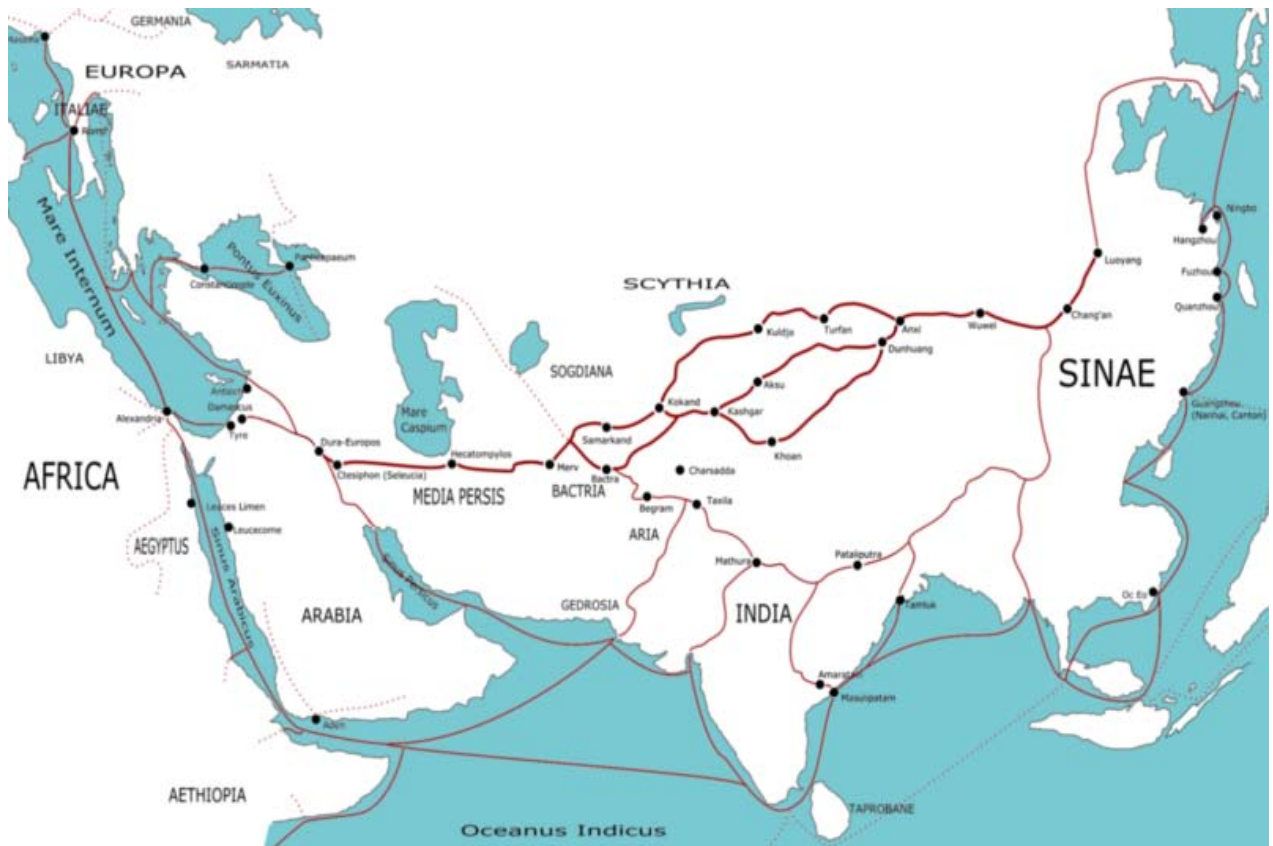 GERMANIA
EUROPA
SARMATIA
ITALIAE
Rome
Mare Internum
Pontus Euxinus
Panticapaeum
Constantinople
LIBYA
Antioch
Damascus
Tyre
Alexandria
AFRICA
AEGYPTUS
Leuces Limen
Leucecome
Sinus Arabicus
ARABIA
Aden
AETHIOPIA
Oceanus Indicus
Dura-Europos
Ctesiphon (Seleucia)
Hecatompylos
MEDIA PERSIS
Sinus Persicus
Mare
Caspium
SCYTHIA
SOGDIANA
Samarkand
Merv
Bactra
BACTRIA
Kokand
Kuldja
Turfan
Anxi
Dunhuang
Wuwei
Aksu
Kashgar
Khoan
Charsadda
Begram
Taxila
ARIA
GEDROSIA
Mathura
Pataliputra
INDIA
Tamluk
Masulpatam
TAPROBANE
Luoyang
Chang'an
SINAE
Ningbo
Hangzhou
Fuzhou
Quanzhou
Guangzhou
(Nanhai, Canton)
Oc Eo